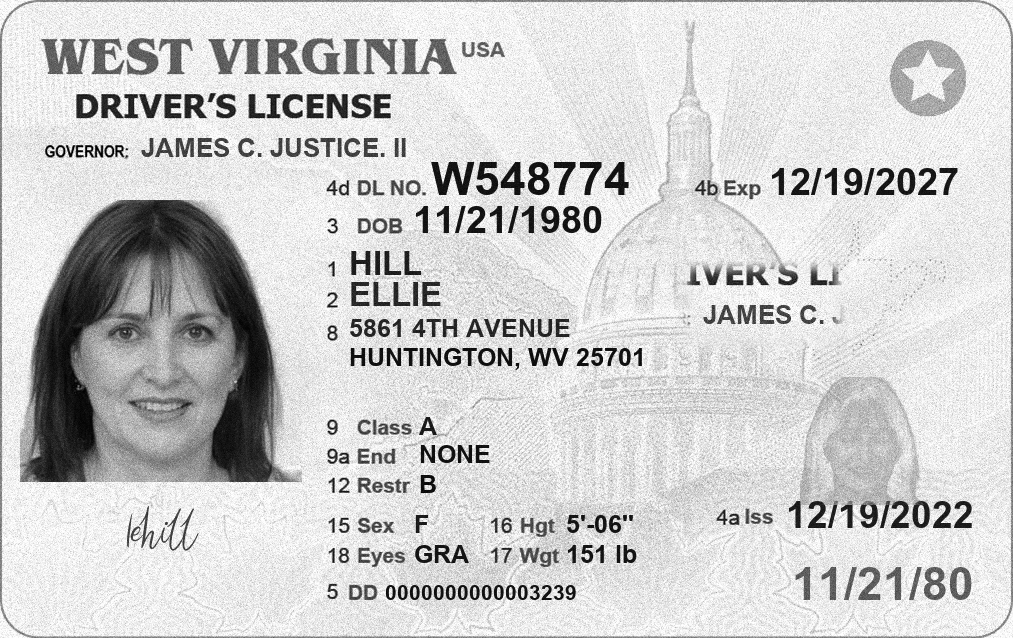 WEST VIRGINIA USA
DRIVER'S LICENSE
GOVERNOR: JAMES C. JUSTICE. II
4d DL NO. W548774 4b Exp 12/19/2027
3 DOB 11/21/1980
1 HILL
2 ELLIE
8 5861 4TH AVENUE
HUNTINGTON, WV 25701
IVER'S LI
: JAMES C. J
9 Class A
9a End NONE
12 Restr B
15 Sex F 16 Hgt 5'-06"
18 Eyes GRA 17 Wgt 151 lb
5 DD 0000000000003239
4a Iss 12/19/2022
11/21/80
lehill